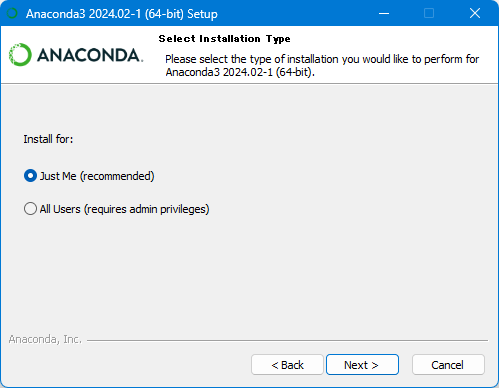 Anaconda3 2024.02-1 (64-bit) Setup
ANACONDA.
Select Installation Type
Please select the type of installation you would like to perform for
Anaconda3 2024.02-1 (64-bit).
Install for:
Just Me (recommended)
All Users (requires admin privileges)
Anaconda, Inc.
< Back
Next >
Cancel